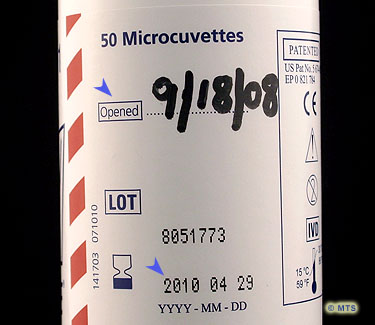 50 Microcuvettes
Opened 9/18/08
LOT
8051773
2010 04 29
YYYY - MM - DD
141703 071010
PATENTED
US Pat No.
EP 0 821 784
CE
IVD
15 °C
59 °F
© MTS